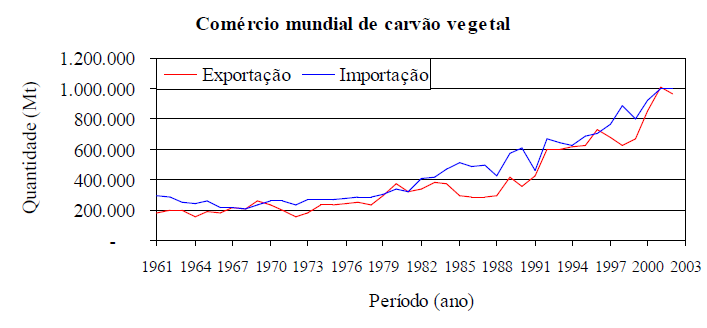 Comércio mundial de carvão vegetal
Quantidade (Mt)
1.200.000
1.000.000
800.000
600.000
400.000
200.000
-
Exportação Importação
1961 1964 1967 1970 1973 1976 1979 1982 1985 1988 1991 1994 1997 2000 2003
Período (ano)